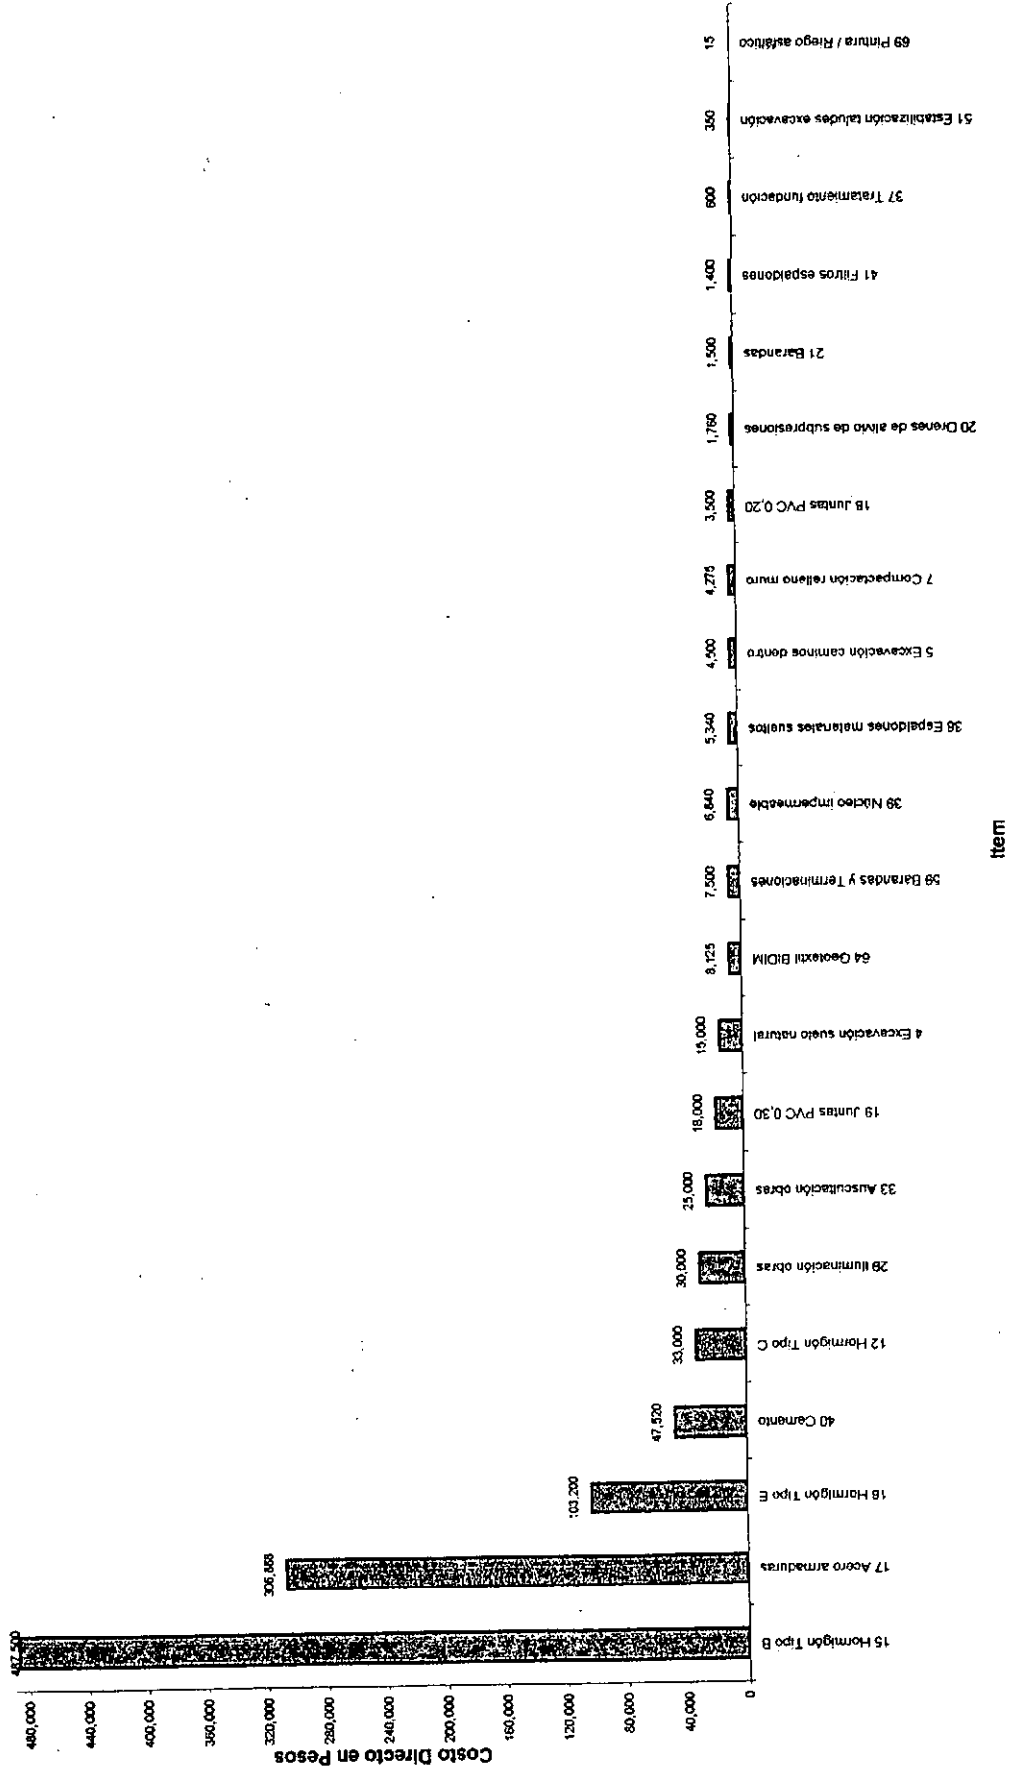 Costo Directo en Pesos
480,000
440,000
400,000
360,000
320,000
280,000
240,000
200,000
160,000
120,000
80,000
40,000
0
487,500
306,868
103,200
47,520
33,000
30,000
25,000
18,000
15,000
8,125
7,500
6,840
5,340
4,500
4,275
3,500
1,760
1,500
1,400
600
350
15
15 Hormigón Tipo B
17 Acero armaduras
18 Hormigón Tipo E
40 Cemento
12 Hormigón Tipo C
29 Iluminación obras
33 Auscultación obras
19 Juntas PVC 0,30
4 Excavación suelo natural
64 Geotextil BIDIM
59 Barandas y Terminaciones
39 Núcleo impermeable
38 Espaldones materiales sueltos
5 Excavación caminos dentro
7 Compactación relleno muro
18 Juntas PVC 0,20
20 Drenes de alivio de subpresiones
21 Barandas
41 Filtros espaldones
37 Tratamiento fundación
51 Estabilización taludes excavación
69 Pintura / Riego asfáltico
Item